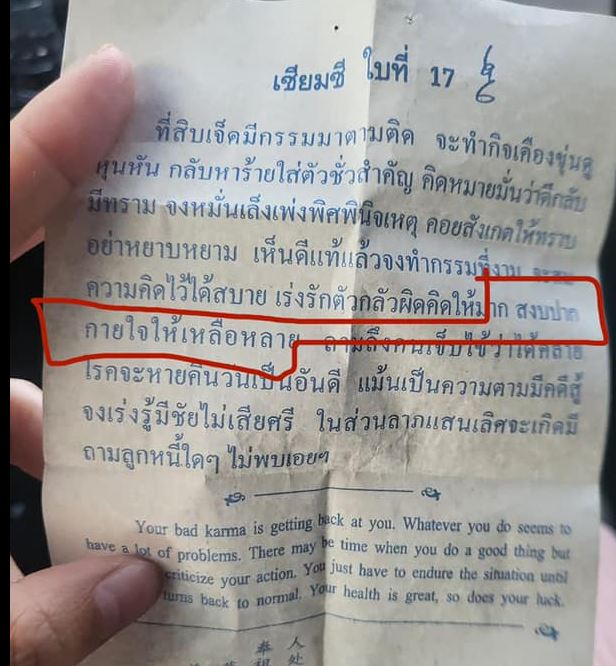 เซียมซี ใบที่ 17
ที่สิบเจ็ดมีกรรมมาตามติด จะทำกิจเคืองขุ่นดู
หุนหัน กลับหาร้ายใส่ตัวชั่วสำคัญ คิดหมายมั่นว่าดีกลับ
มีทราม จงหมั่นเล็งเพ่งพิศพินิจเหตุ คอยสังเกตให้ทราบ
อย่าหยาบหยาม เห็นดีแท้แล้วจงทำกรรมที่งาม
ความคิดไว้ได้สบาย เร่งรักตัวกลัวผิดคิดให้มาก สงบปาก
กายใจให้เหลือหลาย ถามถึงคนเจ็บไข้ว่าได้คลาย
โรคจะหายคืนวันเป็นอันดี แม้นเป็นความตามมีคดีสู้
จงเร่งรู้มีชัยไม่เสียศรี ในส่วนลาภแสนเลิศจะเกิดมี
ถามลูกหนี้ใดๆ ไม่พบเอยฯ
Your bad karma is getting back at you. Whatever you do seems to
have a lot of problems. There may be time when you do a good thing but
criticize your action. You just have to endure the situation until
turns back to normal. Your health is great, so does your luck.
奉 人
祖 处